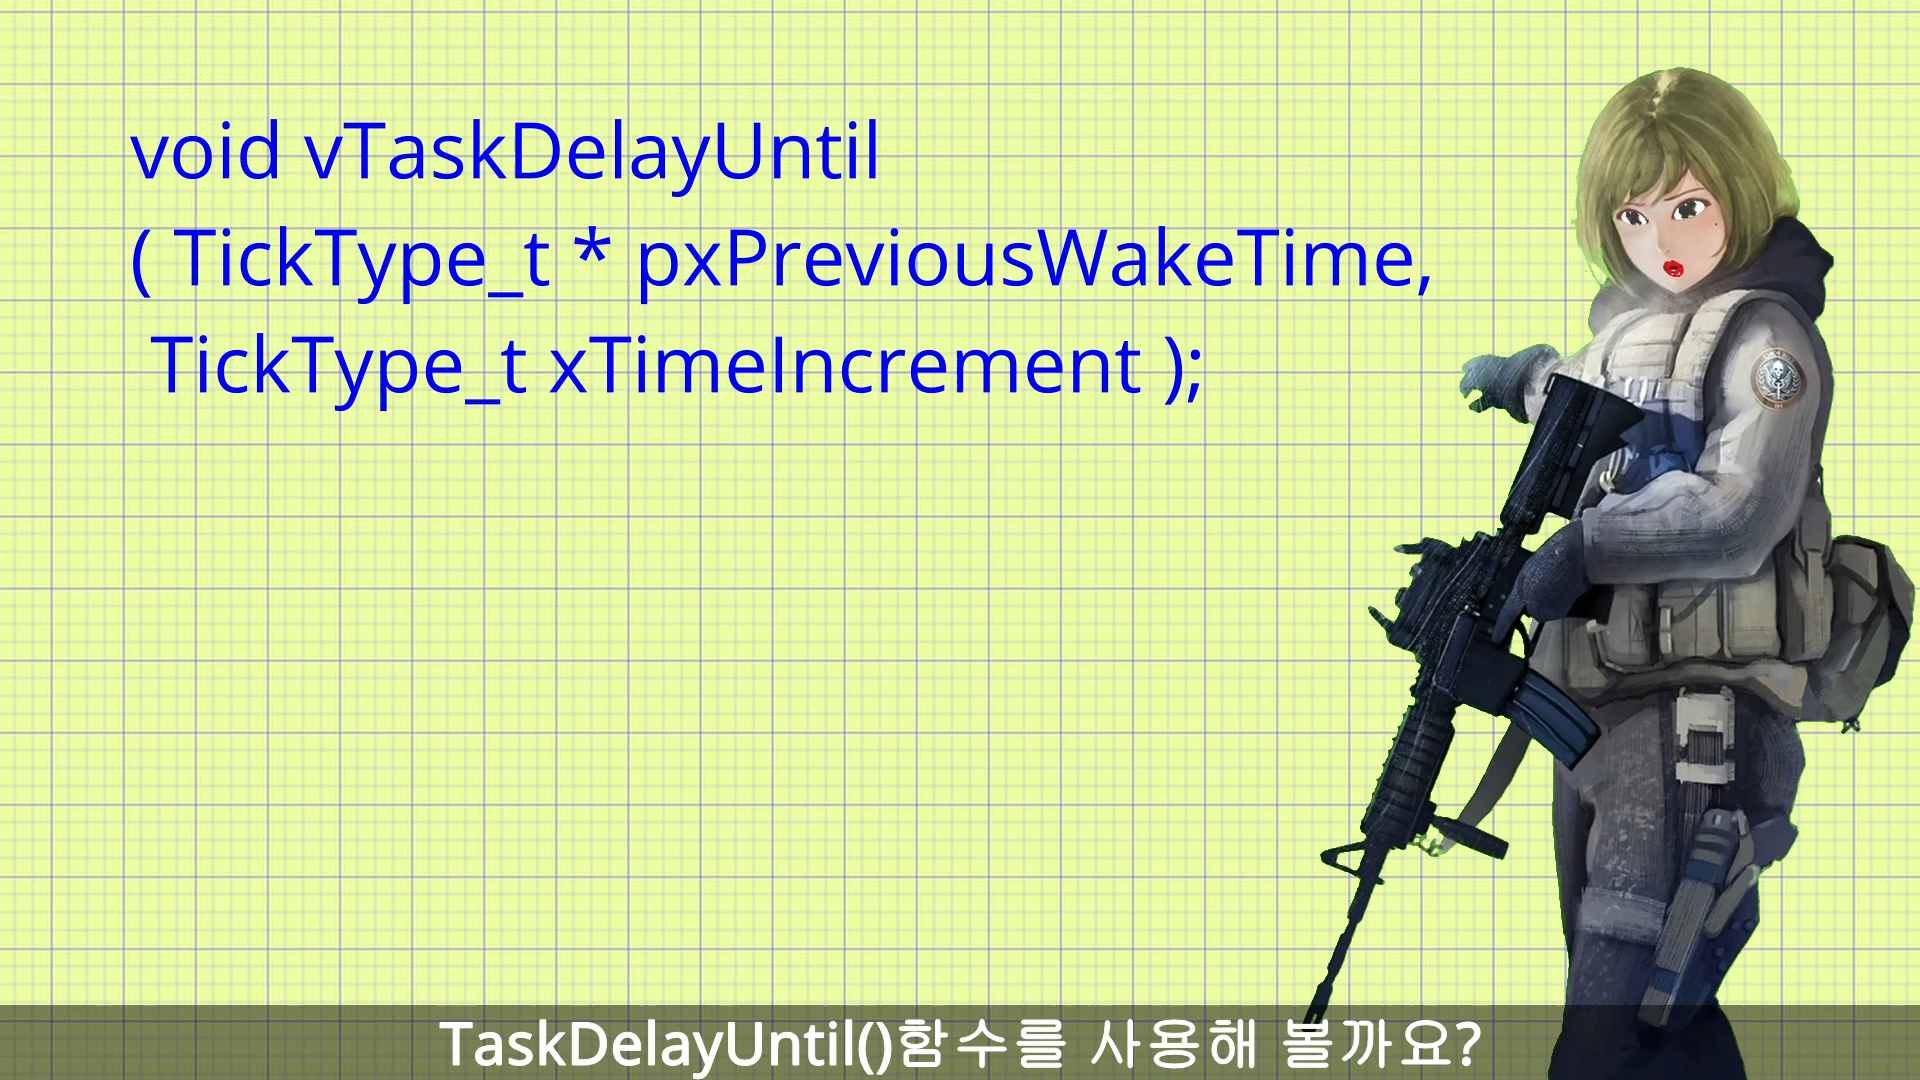 void vTaskDelayUntil
( TickType_t * pxPreviousWakeTime,
TickType_t xTimeIncrement );
TaskDelayUntil()함수를 사용해 볼까요?